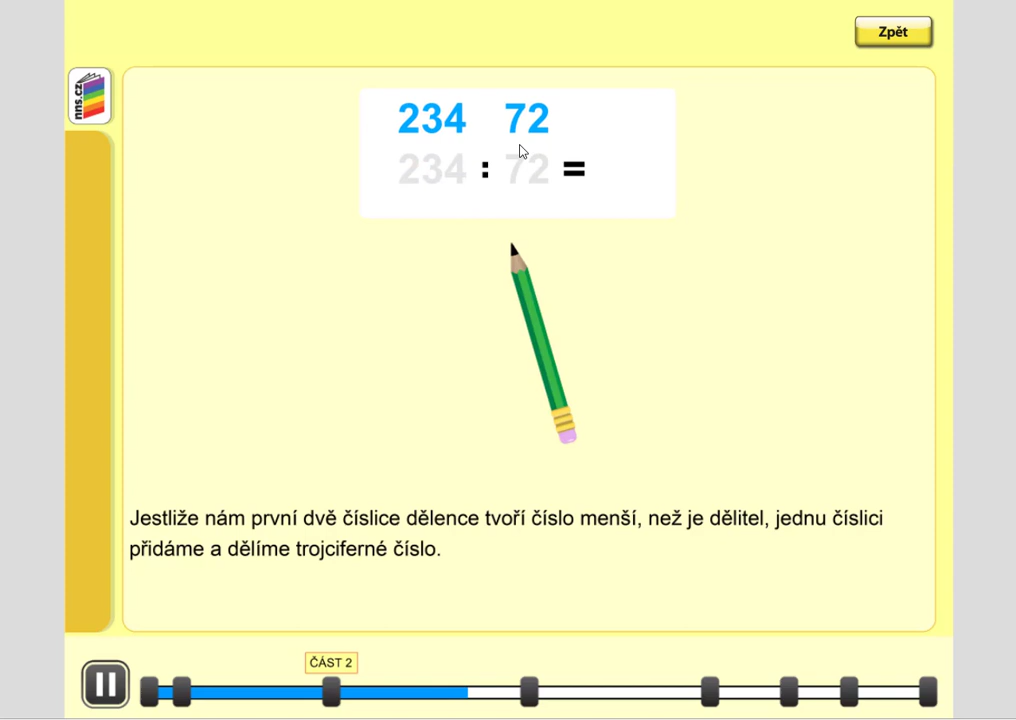 Zpět
nns.cz
234 72
234 : 72 =
Jestliže nám první dvě číslice dělence tvoří číslo menší, než je dělitel, jednu číslici
přidáme a dělíme trojciferné číslo.
ČÁST 2